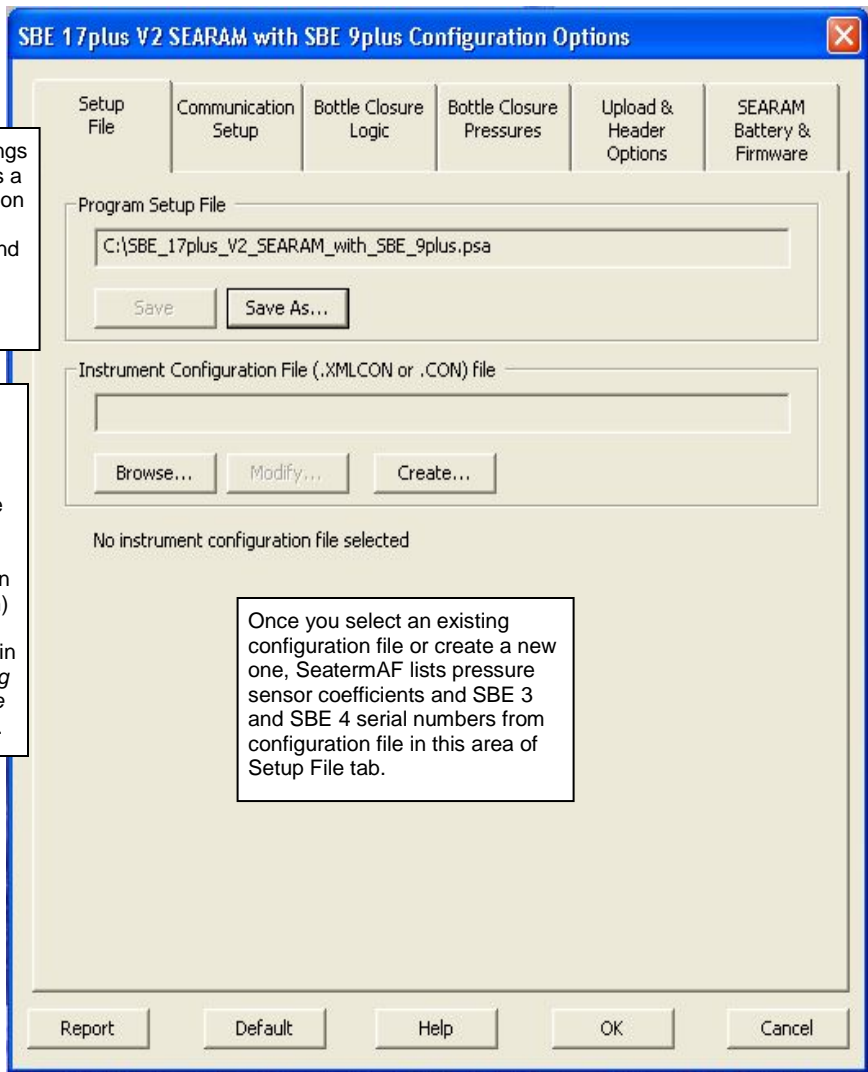 SBE 17plus V2 SEARAM with SBE 9plus Configuration Options
Setup
File
Communication
Setup
Bottle Closure
Logic
Bottle Closure
Pressures
Upload &
Header
Options
SEARAM
Battery &
Firmware
Program Setup File
C:\SBE_17plus_V2_SEARAM_with_SBE_9plus.psa
Save
Save As...
Instrument Configuration File (.XMLCON or .CON) file
Browse...
Modify...
Create...
No instrument configuration file selected
Once you select an existing
configuration file or create a new
one, SeatermAF lists pressure
sensor coefficients and SBE 3
and SBE 4 serial numbers from
configuration file in this area of
Setup File tab.
Report
Default
Help
OK
Cancel